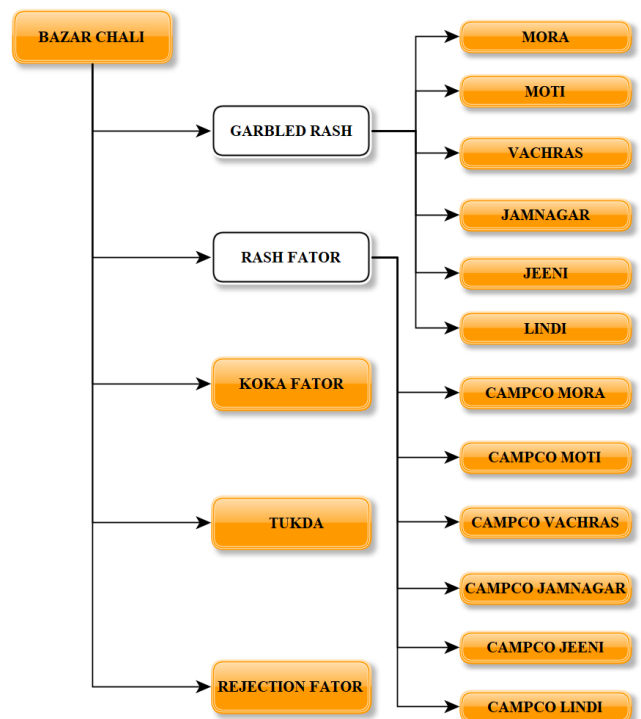 BAZAR CHALI
GARBLED RASH
RASH FATOR
KOKA FATOR
TUKDA
REJECTION FATOR
MORA
MOTI
VACHRAS
JAMNAGAR
JEENI
LINDI
CAMPCO MORA
CAMPCO MOTI
CAMPCO VACHRAS
CAMPCO JAMNAGAR
CAMPCO JEENI
CAMPCO LINDI